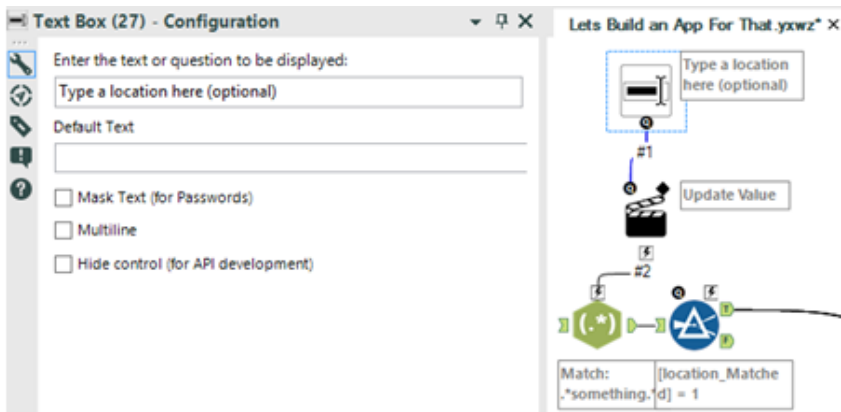 Text Box (27) - Configuration
Enter the text or question to be displayed:
Type a location here (optional)
Default Text
Mask Text (for Passwords)
Multiline
Hide control (for API development)
Lets Build an App For That.yxwz*
Type a location
here (optional)
Q
#1
Q
Update Value
#2
Q
(.*)
T
F
Match:
.*something.*
[location_Matche
d] = 1